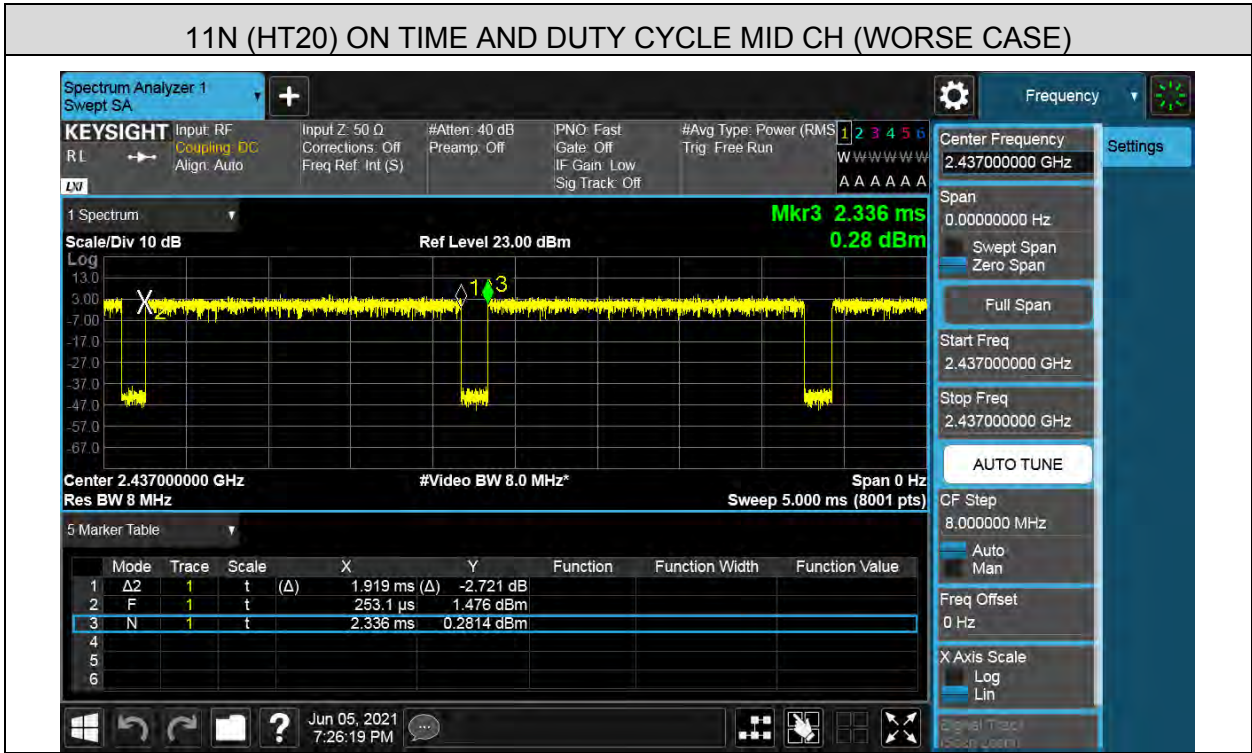 11N (HT20) ON TIME AND DUTY CYCLE MID CH (WORSE CASE)
Spectrum Analyzer 1
Swept SA
+
Frequency
KEYSIGHT
RL
LXI
Input: RF
Coupling: DC
Align: Auto
Input Z: 50 Ω
Corrections: Off
Freq Ref: Int (S)
#Atten: 40 dB
Preamp: Off
PNO: Fast
Gate: Off
IF Gain: Low
Sig Track: Off
#Avg Type: Power (RMS
Trig: Free Run
1 2 3 4 5 6
W W W W W W
A A A A A A
Center Frequency
2.437000000 GHz
Settings
Span
0.00000000 Hz
Swept Span
Zero Span
Full Span
Start Freq
2.437000000 GHz
Stop Freq
2.437000000 GHz
AUTO TUNE
CF Step
8.000000 MHz
Auto
Man
Freq Offset
0 Hz
X Axis Scale
Log
Lin
Signal Track
(Span Zoom)
1 Spectrum
Mkr3 2.336 ms
0.28 dBm
Scale/Div 10 dB
Ref Level 23.00 dBm
Log
13.0
3.00
-7.00
-17.0
-27.0
-37.0
-47.0
-57.0
-67.0
X 2
1 3
Center 2.437000000 GHz
#Video BW 8.0 MHz*
Span 0 Hz
Res BW 8 MHz
Sweep 5.000 ms (8001 pts)
5 Marker Table
Mode Trace Scale X Y Function Function Width Function Value
1 Δ2 1 t (Δ) 1.919 ms (Δ) -2.721 dB
2 F 1 t 253.1 µs 1.476 dBm
3 N 1 t 2.336 ms 0.2814 dBm
4
5
6
?
Jun 05, 2021
7:26:19 PM